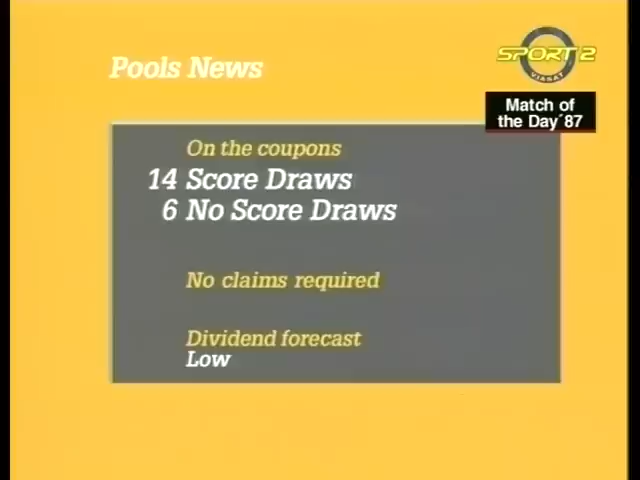 SPORT 2
VIASAT
Pools News
Match of
the Day´87
On the coupons
14 Score Draws
6 No Score Draws
No claims required
Dividend forecast
Low